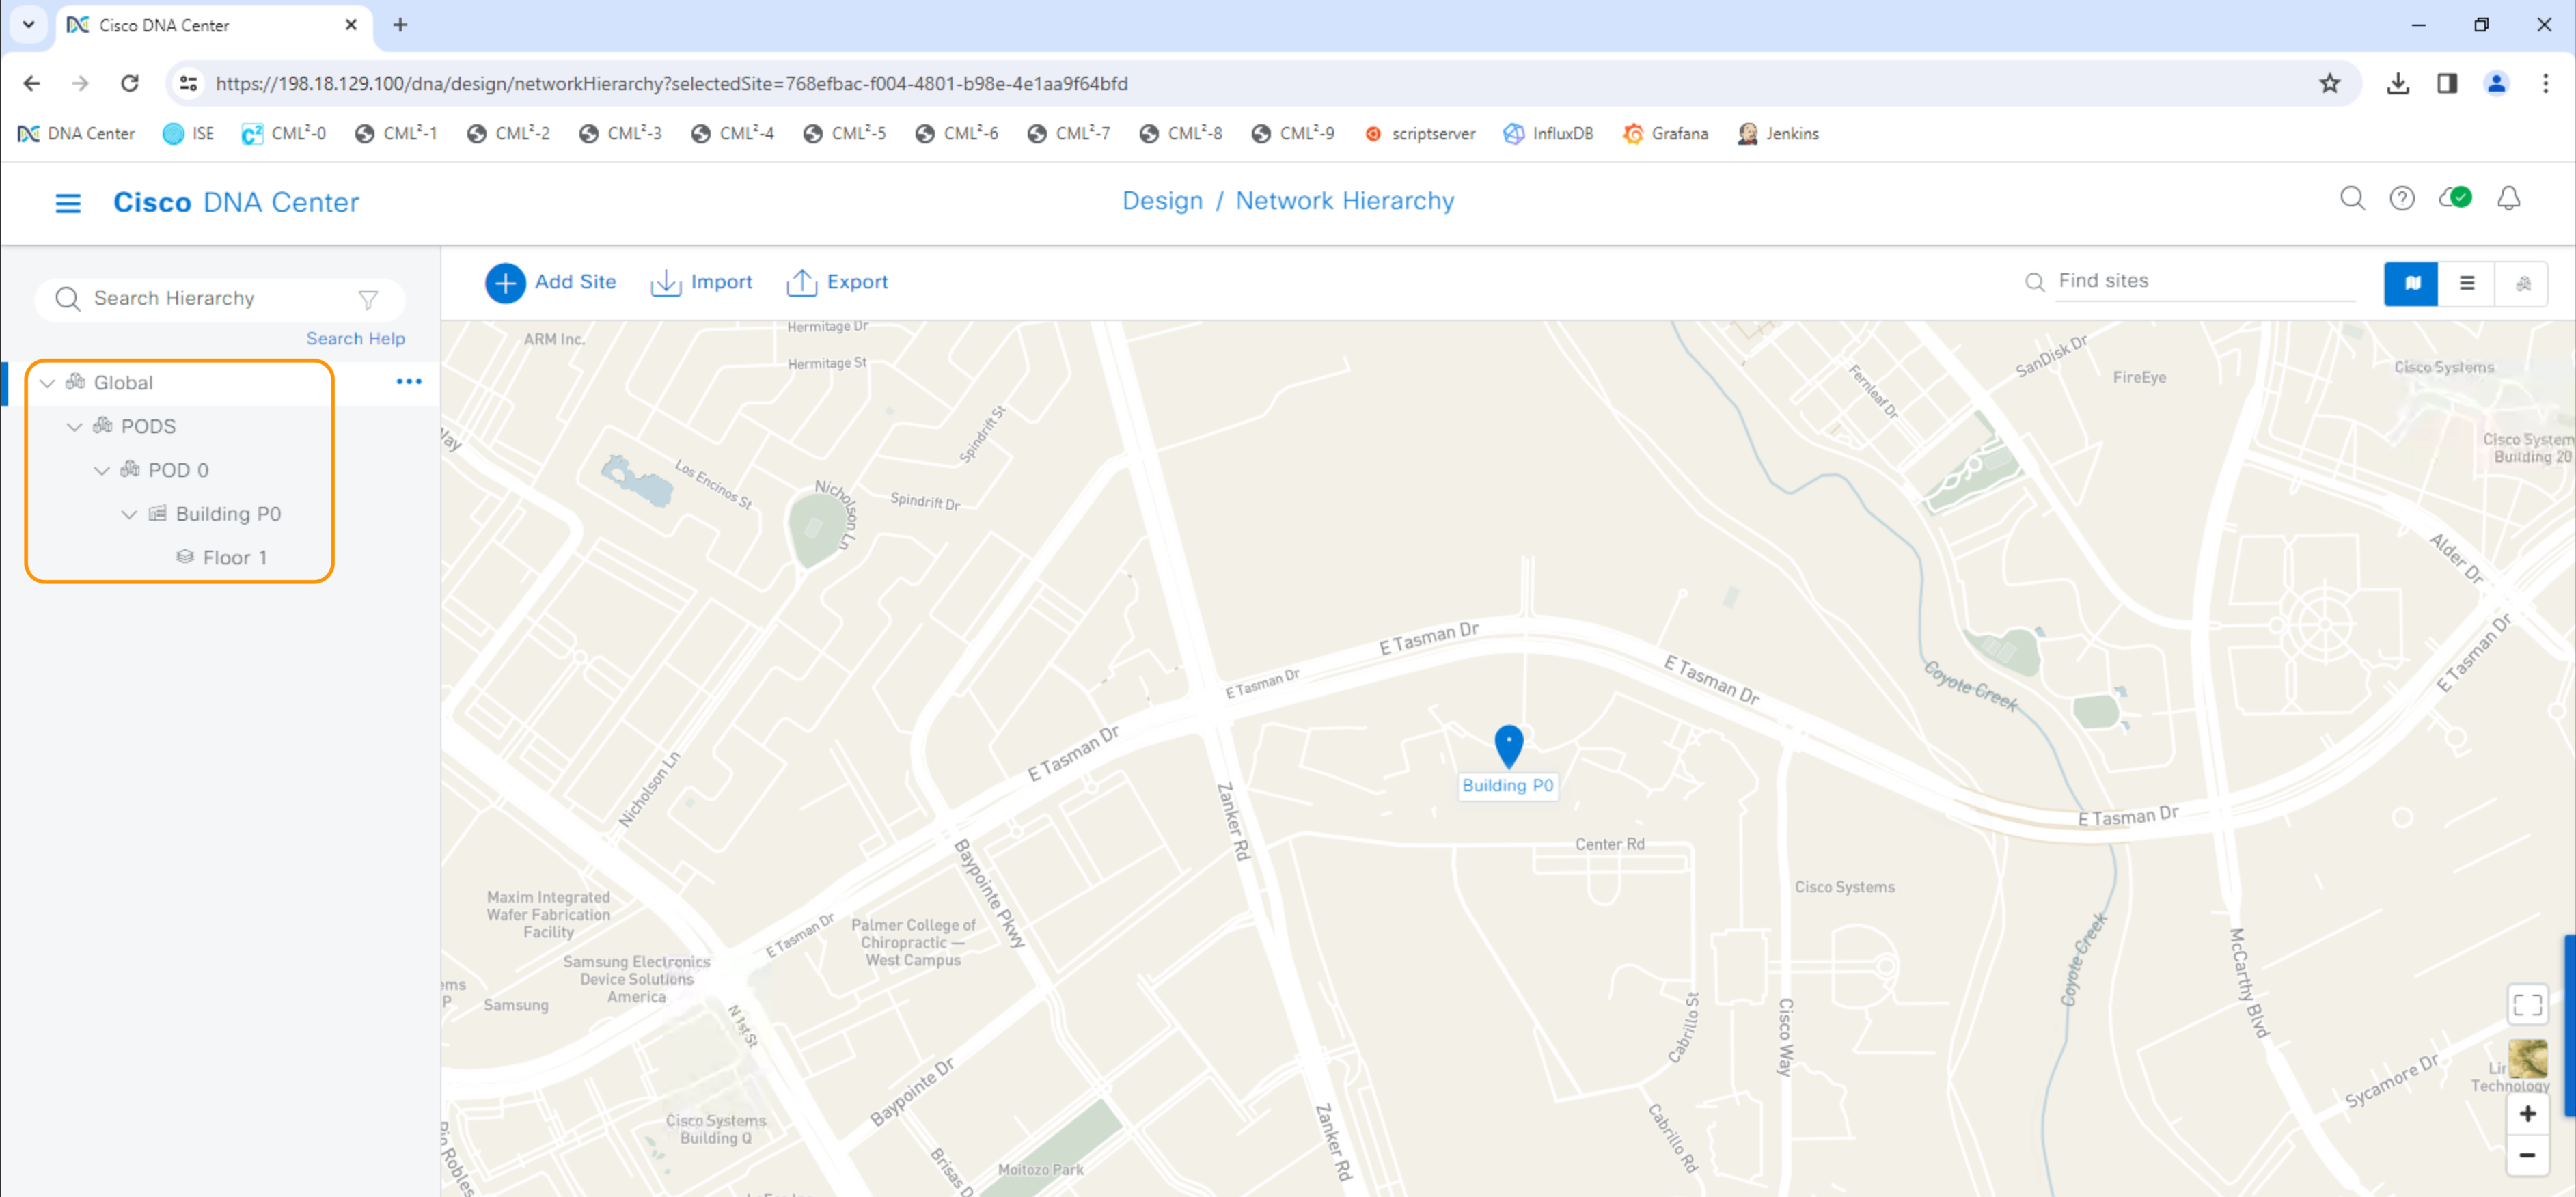 Cisco DNA Center
https://198.18.129.100/dna/design/networkHierarchy?selectedSite=768efbac-f004-4801-b98e-4e1aa9f64bfd
DNA Center ISE CML²-0 CML²-1 CML²-2 CML²-3 CML²-4 CML²-5 CML²-6 CML²-7 CML²-8 CML²-9 scriptserver InfluxDB Grafana Jenkins
Cisco DNA Center
Design / Network Hierarchy
Search Hierarchy
Search Help
Global
PODS
POD 0
Building P0
Floor 1
Add Site Import Export
Find sites
ARM Inc.
Hermitage Dr
Hermitage St
Spindrift St
Los Encinos St
Nicholson Ln
Spindrift Dr
Fernleaf Dr
SanDisk Dr
FireEye
Cisco Systems
Cisco System
Building 20
Alder Dr
E Tasman Dr
E Tasman Dr
E Tasman Dr
E Tasman Dr
E Tasman Dr
Coyote Creek
Nicholson Ln
Building P0
E Tasman Dr
Zanker Rd
Center Rd
Baypointe Pkwy
Cisco Systems
Maxim Integrated
Wafer Fabrication
Facility
E Tasman Dr
Palmer College of
Chiropractic —
West Campus
Samsung Electronics
Device Solutions
America
Samsung
N 1st St
Coyote Creek
McCarthy Blvd
Cabrillo St
Cisco Way
Sycamore Dr
Technology
Baypointe Dr
Cisco Systems
Building Q
Zanker Rd
Cabrillo Rd
Moitozo Park